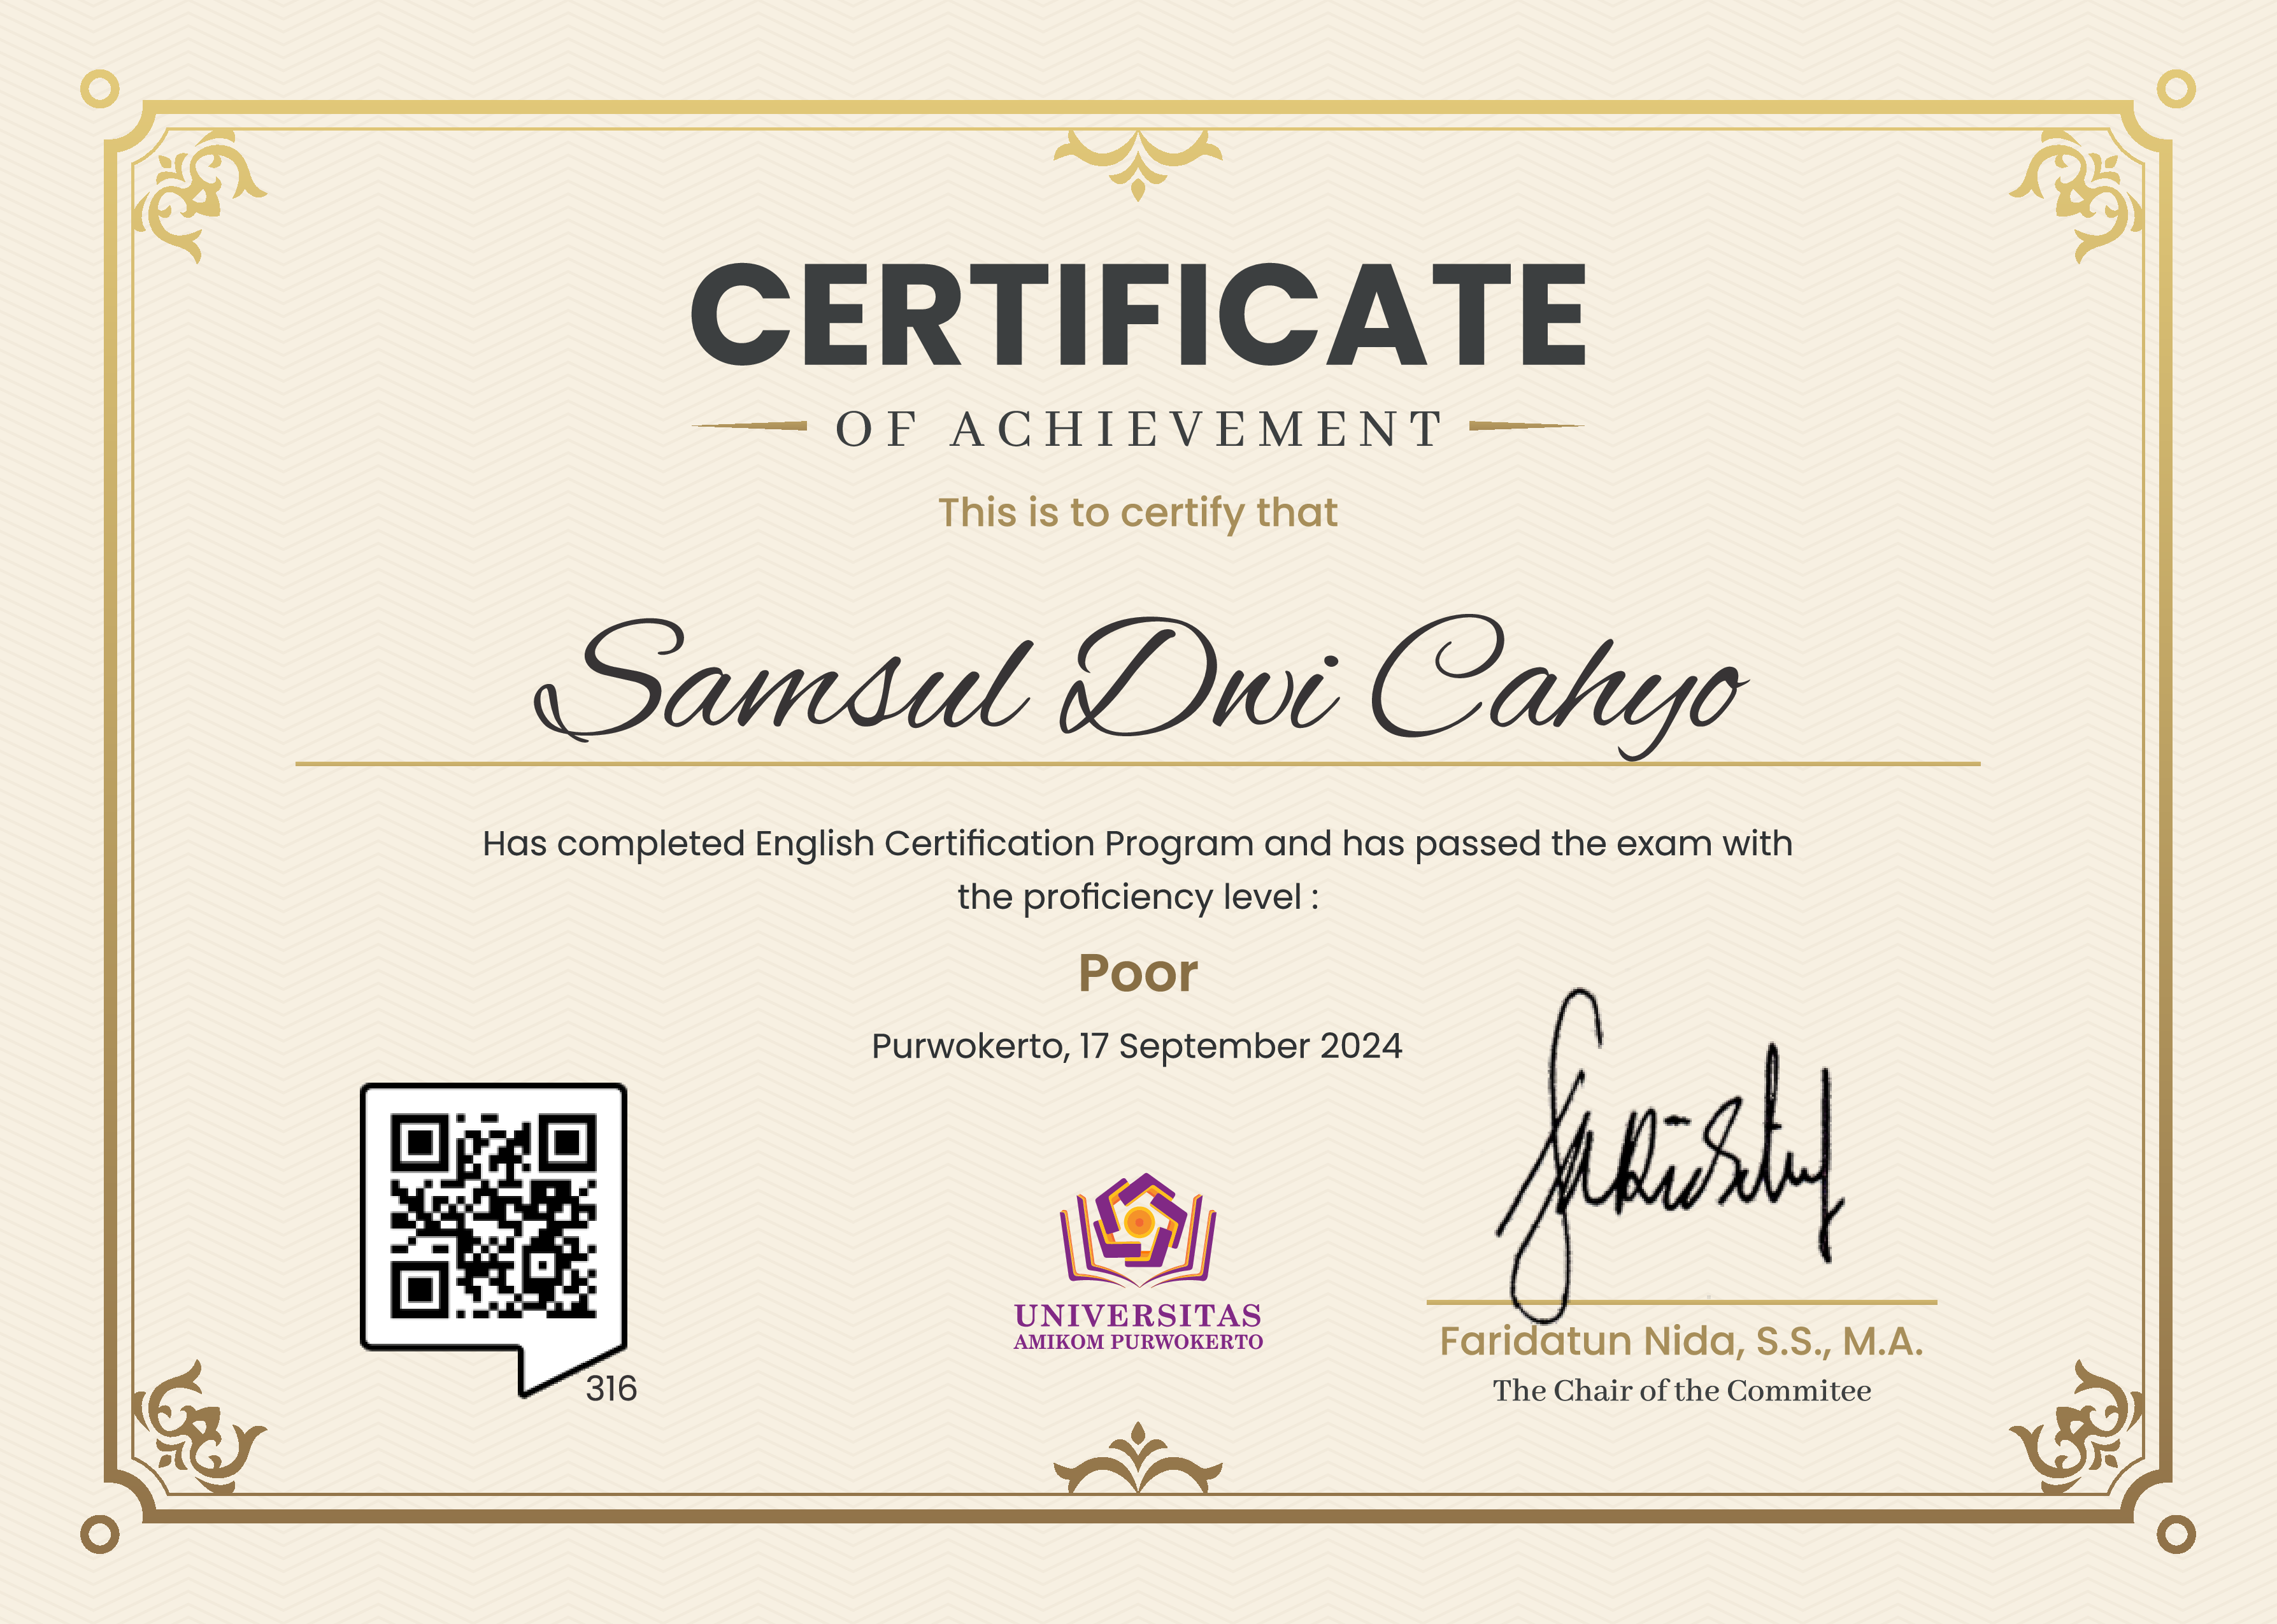 CERTIFICATE
OF ACHIEVEMENT
This is to certify that
Samsul Dwi Cahyo
Has completed English Certification Program and has passed the exam with
the proficiency level :
Poor
Purwokerto, 17 September 2024
316
UNIVERSITAS
AMIKOM PURWOKERTO
Faridatun Nida, S.S., M.A.
The Chair of the Commitee